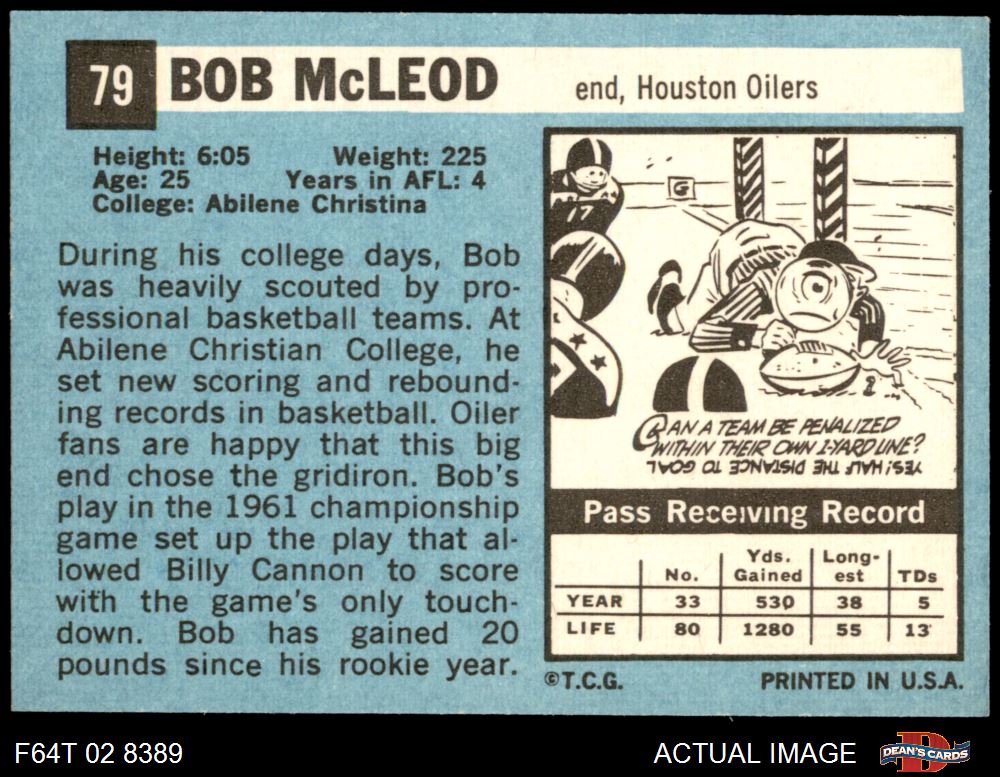 79 BOB McLEOD end, Houston Oilers
Height: 6:05 Weight: 225
Age: 25 Years in AFL: 4
College: Abilene Christina
During his college days, Bob
was heavily scouted by pro-
fessional basketball teams. At
Abilene Christian College, he
set new scoring and rebound-
ing records in basketball. Oiler
fans are happy that this big
end chose the gridiron. Bob's
play in the 1961 championship
game set up the play that al-
lowed Billy Cannon to score
with the game's only touch-
down. Bob has gained 20
pounds since his rookie year.
G
17
CAN A TEAM BE PENALIZED
WITHIN THEIR OWN 1-YARD LINE?
YES! HALF THE DISTANCE TO GOAL
Pass Receiving Record
No. Yds. Gained Long-est TDs
YEAR 33 530 38 5
LIFE 80 1280 55 13
©T.C.G. PRINTED IN U.S.A.
F64T 02 8389 ACTUAL IMAGE DEAN'S CARDS